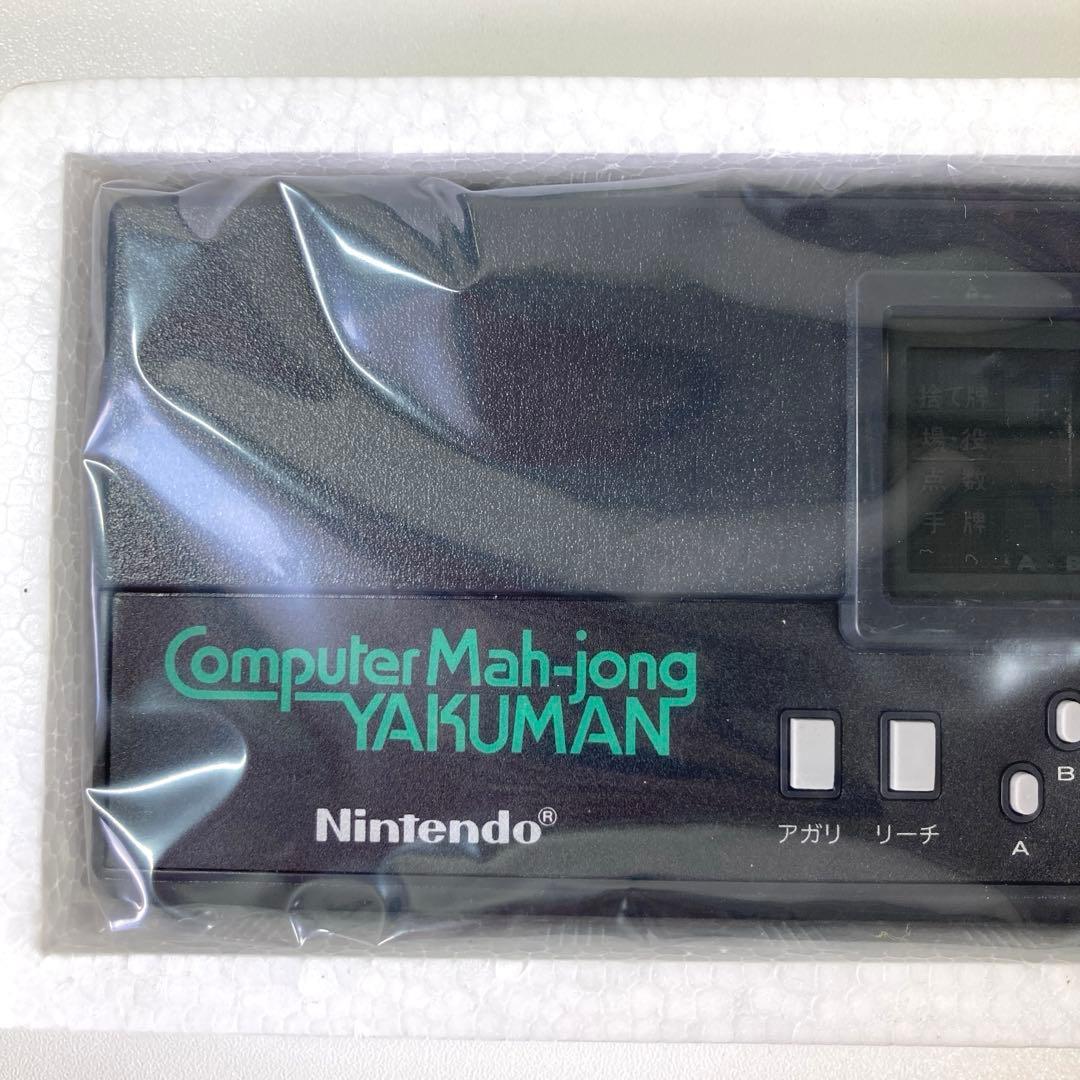 捨て牌
場 役
点 数
手 牌
A B
Computer Mah-jong
YAKUMAN
Nintendo®
アガリ リーチ A B